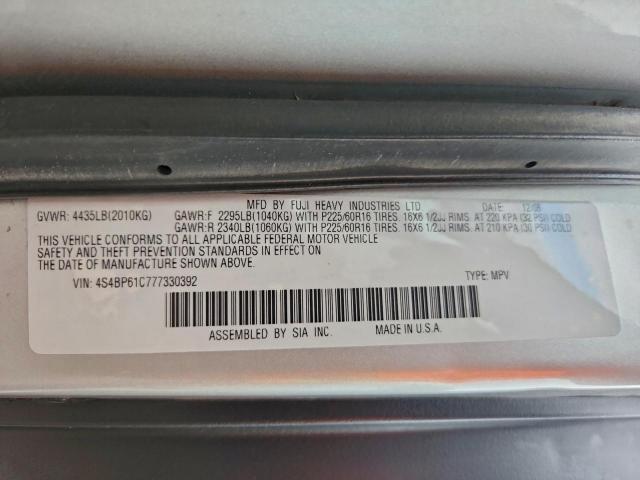 MFD BY FUJI HEAVY INDUSTRIES LTD DATE: 12/06
GVWR: 4435LB(2010KG) GAWR:F 2295LB(1040KG) WITH P225/60R16 TIRES. 16X6 1/2JJ RIMS. AT 220 KPA (32 PSI) COLD
GAWR:R 2340LB(1060KG) WITH P225/60R16 TIRES. 16X6 1/2JJ RIMS. AT 210 KPA (30 PSI) COLD
THIS VEHICLE CONFORMS TO ALL APPLICABLE FEDERAL MOTOR VEHICLE
SAFETY AND THEFT PREVENTION STANDARDS IN EFFECT ON
THE DATE OF MANUFACTURE SHOWN ABOVE.
VIN: 4S4BP61C777330392 TYPE: MPV
ASSEMBLED BY SIA INC. MADE IN U.S.A.